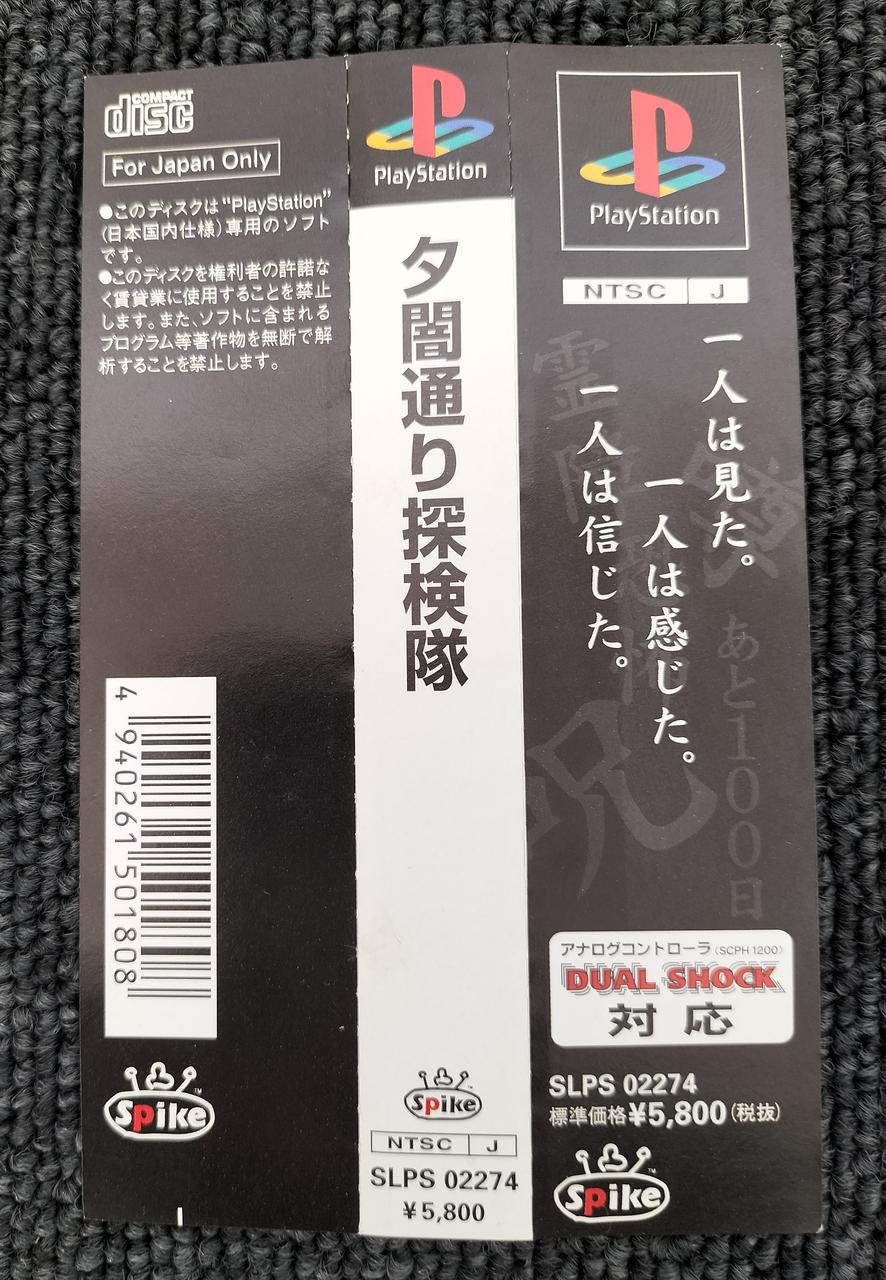 COMPACT
disc
For Japan Only
●このディスクは“PlayStation”
(日本国内仕様)専用のソフト
です。
●このディスクを権利者の許諾な
く賃貸業に使用することを禁止
します。また、ソフトに含まれる
プログラム等著作物を無断で解
析することを禁止します。
4 940261 501808
Spike
PlayStation
夕闇通り探検隊
Spike
NTSC J
SLPS 02274
¥5,800
PlayStation
NTSC J
一人は見た。
一人は感じた。
一人は信じた。
あと100日
霊障
呪
アナログコントローラ(SCPH 1200)
DUAL SHOCK
対応
SLPS 02274
標準価格¥5,800(税抜)
Spike